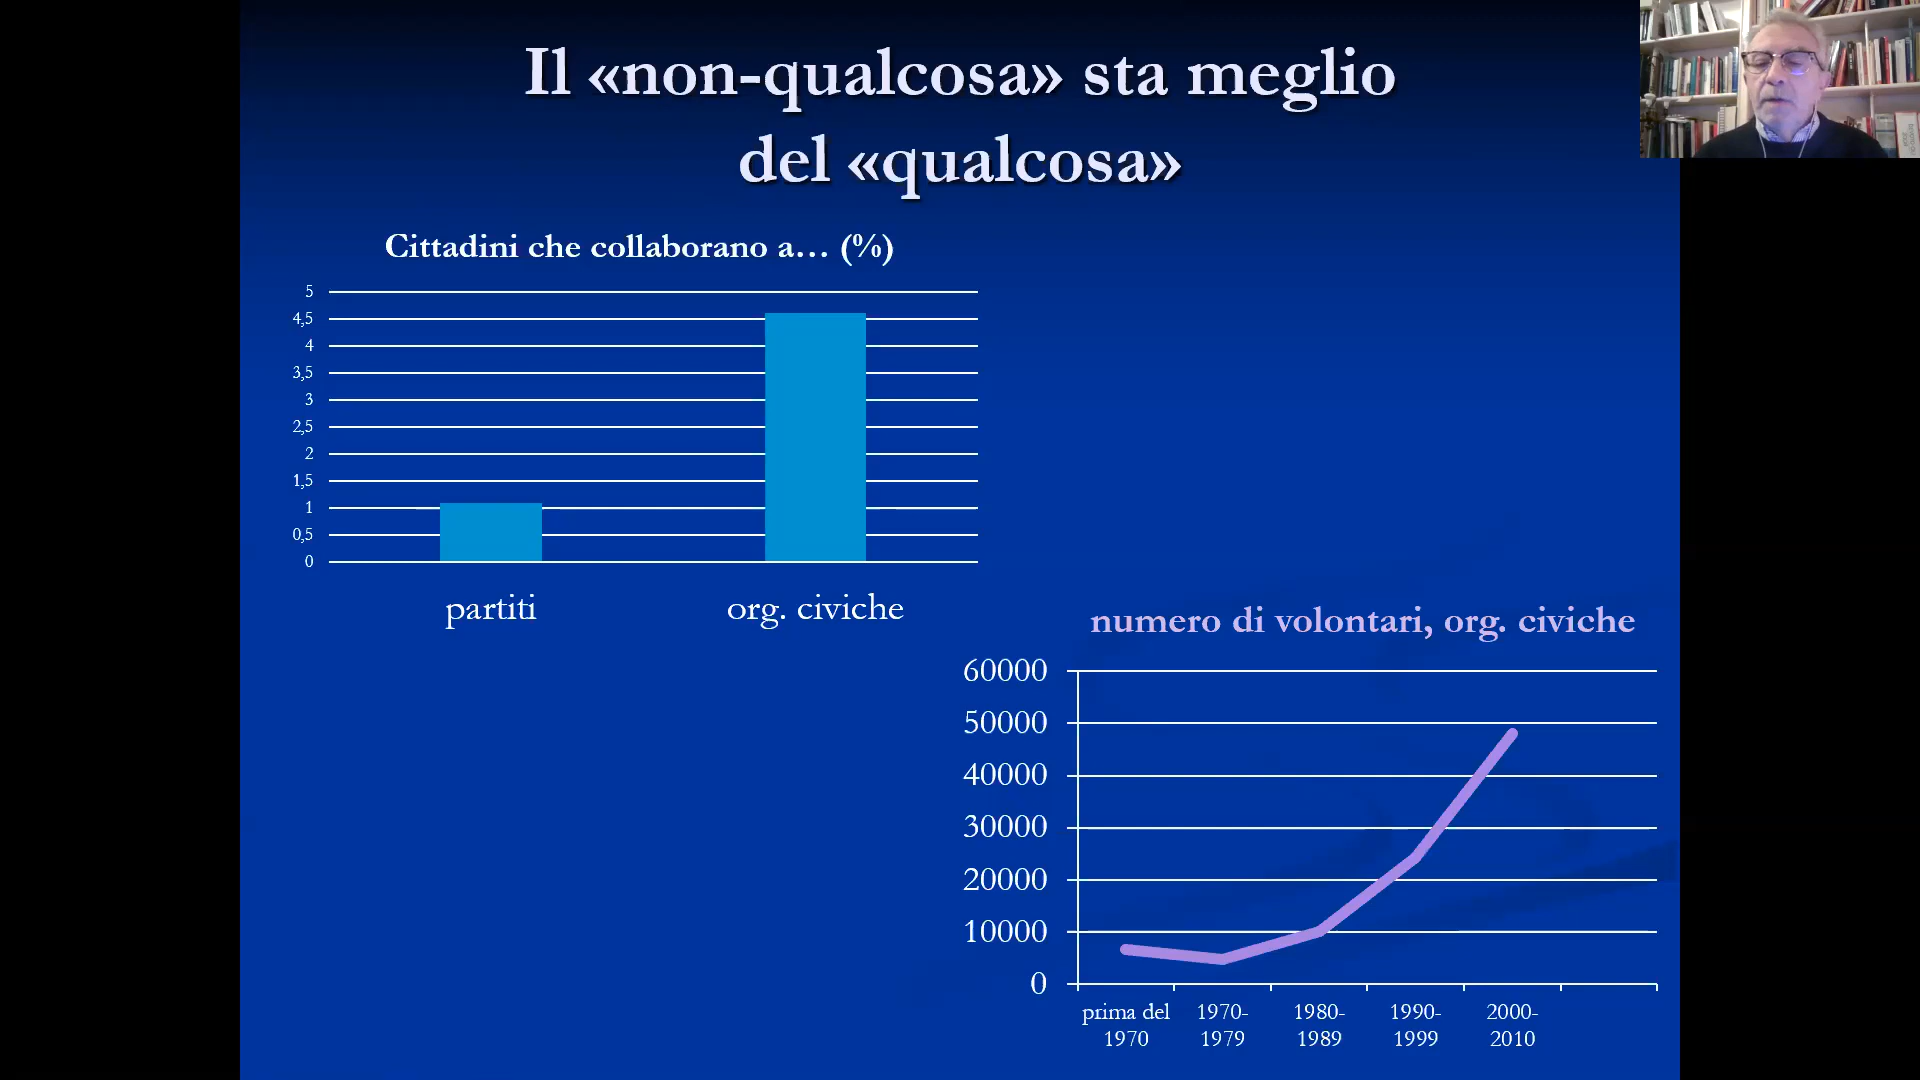 Il «non-qualcosa» sta meglio
del «qualcosa»
Cittadini che collaborano a... (%)
5
4,5
4
3,5
3
2,5
2
1,5
1
0,5
0
partiti org. civiche
numero di volontari, org. civiche
60000
50000
40000
30000
20000
10000
0
prima del 1970- 1980- 1990- 2000-
1970 1979 1989 1999 2010